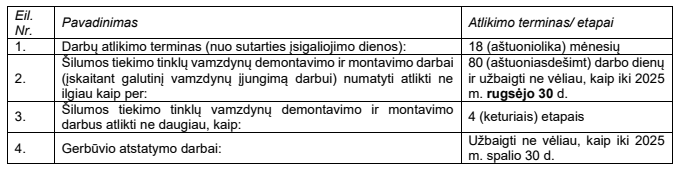 Eil. Nr. Pavadinimas Atlikimo terminas/ etapai
1. Darbų atlikimo terminas (nuo sutarties įsigaliojimo dienos): 18 (aštuoniolika) mėnesių
2. Šilumos tiekimo tinklų vamzdynų demontavimo ir montavimo darbai
(įskaitant galutinį vamzdynų įjungimą darbui) numatyti atlikti ne
ilgiau kaip per:
80 (aštuoniasdešimt) darbo dienų
ir užbaigti ne vėliau, kaip iki 2025
m. rugsėjo 30 d.
3. Šilumos tiekimo tinklų vamzdynų demontavimo ir montavimo
darbus atlikti ne daugiau, kaip:
4 (keturiais) etapais
4. Gerbūvio atstatymo darbai:
Užbaigti ne vėliau, kaip iki 2025
m. spalio 30 d.